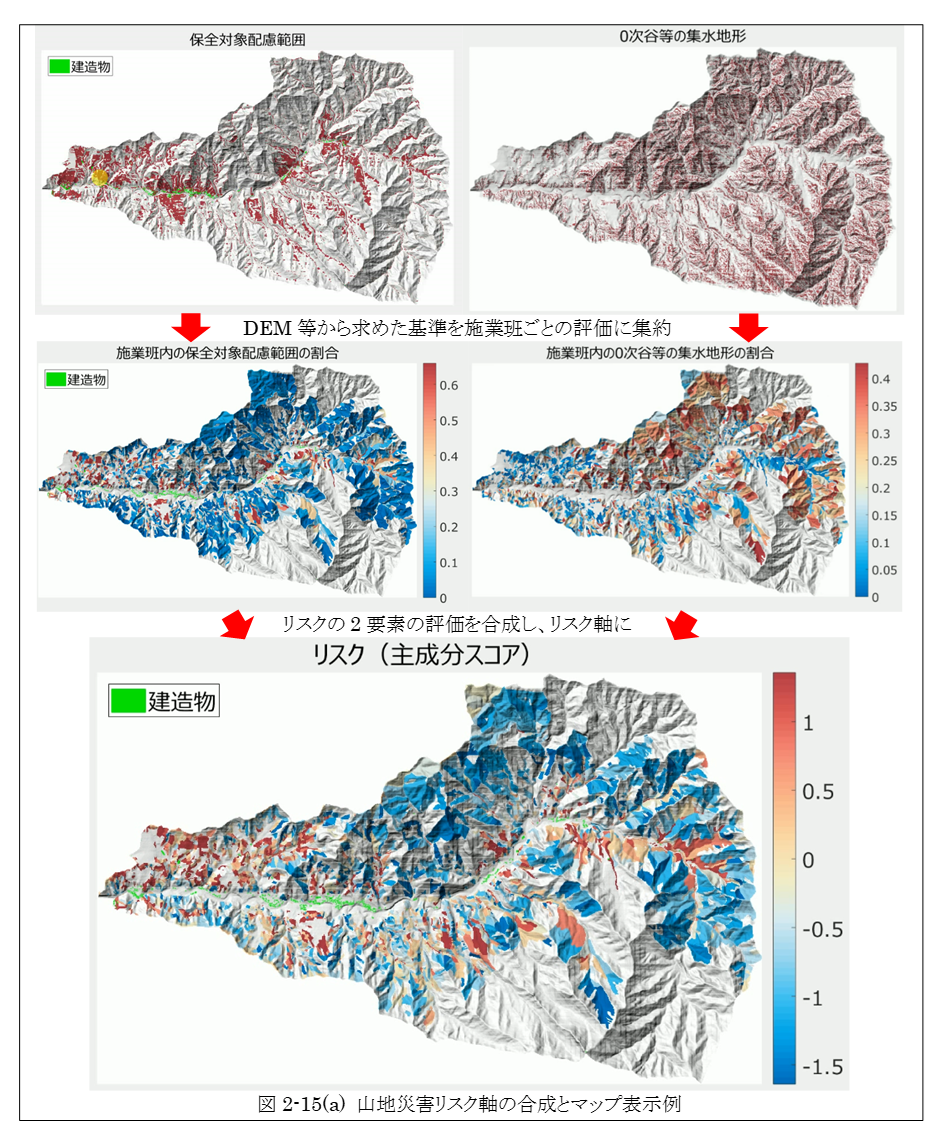 保全対象配慮範囲
建造物
0次谷等の集水地形
DEM 等から求めた基準を施業班ごとの評価に集約
施業班内の保全対象配慮範囲の割合
建造物
0.6
0.5
0.4
0.3
0.2
0.1
0
施業班内の0次谷等の集水地形の割合
0.4
0.35
0.3
0.25
0.2
0.15
0.1
0.05
0
リスクの 2 要素の評価を合成し、リスク軸に
リスク（主成分スコア）
建造物
1
0.5
0
-0.5
-1
-1.5
図 2-15(a) 山地災害リスク軸の合成とマップ表示例